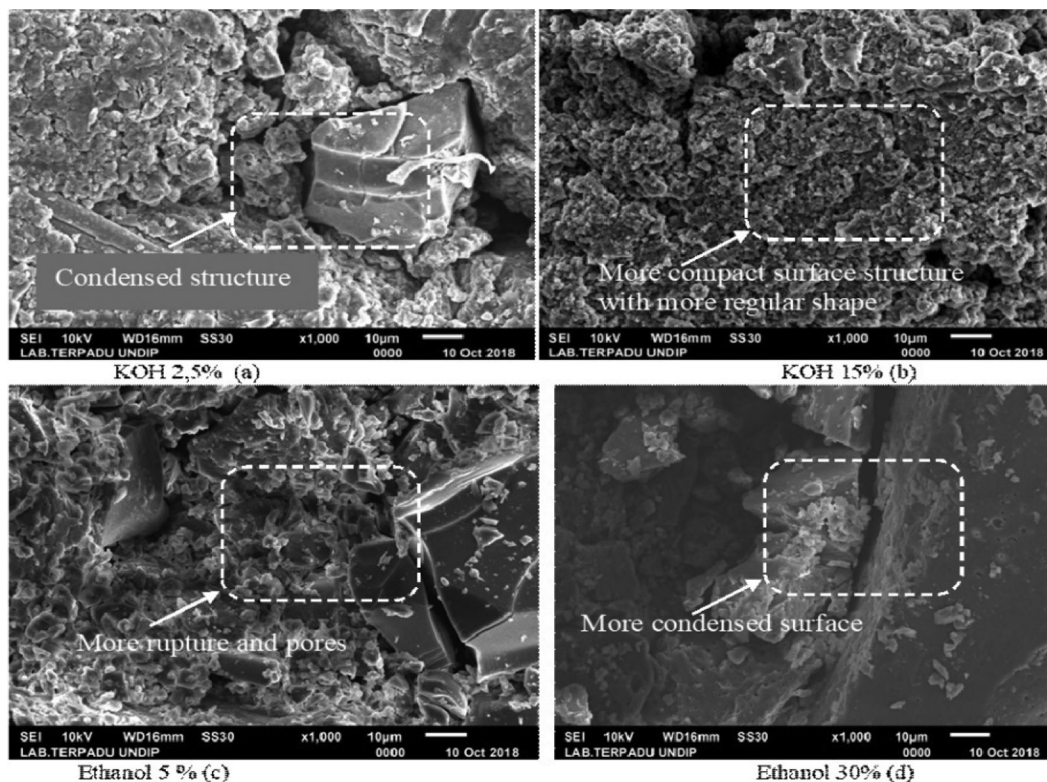 Condensed structure
SEI 10kV WD16mm SS30 x1,000 10µm
LAB.TERPADU UNDIP 0000 10 Oct 2018
KOH 2,5% (a)
More compact surface structure
with more regular shape
SEI 10kV WD16mm SS30 x1,000 10µm
LAB.TERPADU UNDIP 0000 10 Oct 2018
KOH 15% (b)
More rupture and pores
SEI 10kV WD16mm SS30 x1,000 10µm
LAB.TERPADU UNDIP 0000 10 Oct 2018
Ethanol 5 % (c)
More condensed surface
SEI 10kV WD16mm SS30 x1,000 10µm
LAB.TERPADU UNDIP 0000 10 Oct 2018
Ethanol 30% (d)